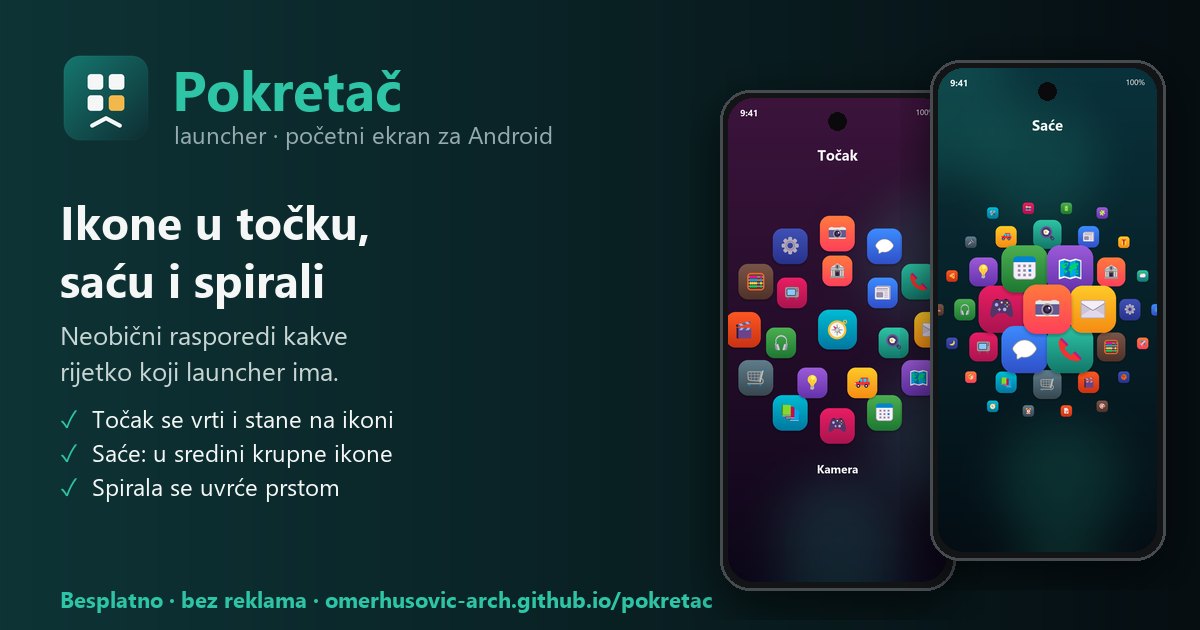 Pokretač
launcher · početni ekran za Android
Ikone u točku,
saću i spirali
Neobični rasporedi kakve
rijetko koji launcher ima.
✓ Točak se vrti i stane na ikoni
✓ Saće: u sredini krupne ikone
✓ Spirala se uvrće prstom
Besplatno · bez reklama · omerhusovic-arch.github.io/pokretac
9:41
100%
Točak
Kamera
9:41
100%
Saće